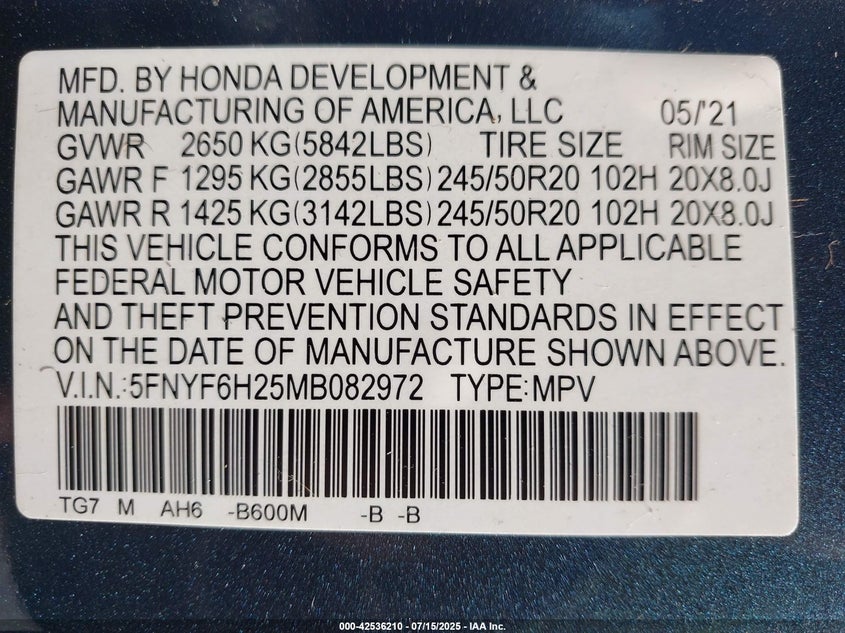 MFD. BY HONDA DEVELOPMENT &
MANUFACTURING OF AMERICA, LLC 05/'21
GVWR 2650 KG(5842LBS) TIRE SIZE RIM SIZE
GAWR F 1295 KG(2855LBS) 245/50R20 102H 20X8.0J
GAWR R 1425 KG(3142LBS) 245/50R20 102H 20X8.0J
THIS VEHICLE CONFORMS TO ALL APPLICABLE
FEDERAL MOTOR VEHICLE SAFETY
AND THEFT PREVENTION STANDARDS IN EFFECT
ON THE DATE OF MANUFACTURE SHOWN ABOVE.
V.I.N.:5FNYF6H25MB082972 TYPE:MPV
TG7 M AH6 -B600M -B -B
000-42536210 - 07/15/2025 - IAA Inc.